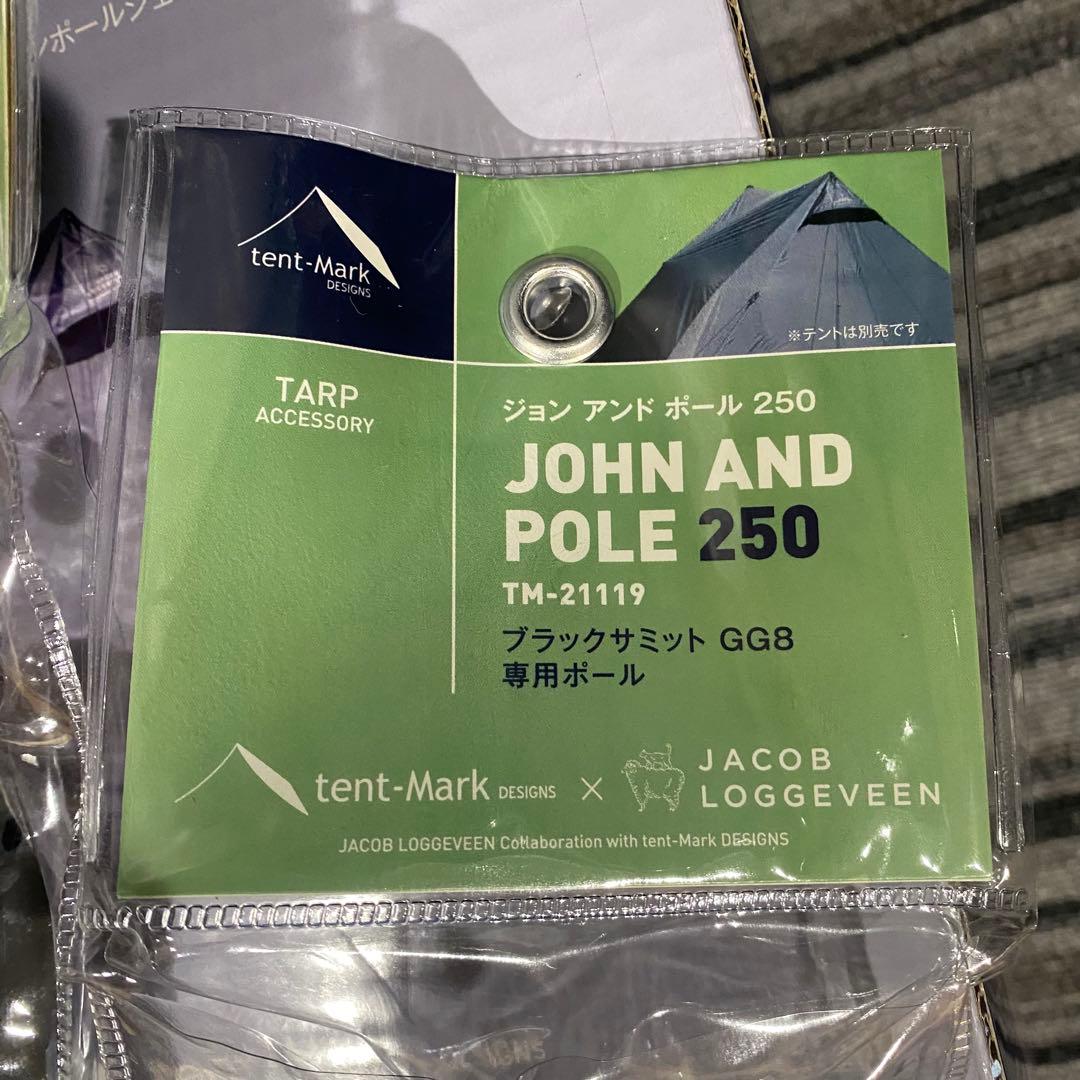 tent-Mark
DESIGNS
※テントは別売です
TARP
ACCESSORY
ジョン アンド ポール 250
JOHN AND
POLE 250
TM-21119
ブラックサミット GG8
専用ポール
tent-Mark DESIGNS × JACOB
LOGGEVEEN
JACOB LOGGEVEEN Collaboration with tent-Mark DESIGNS